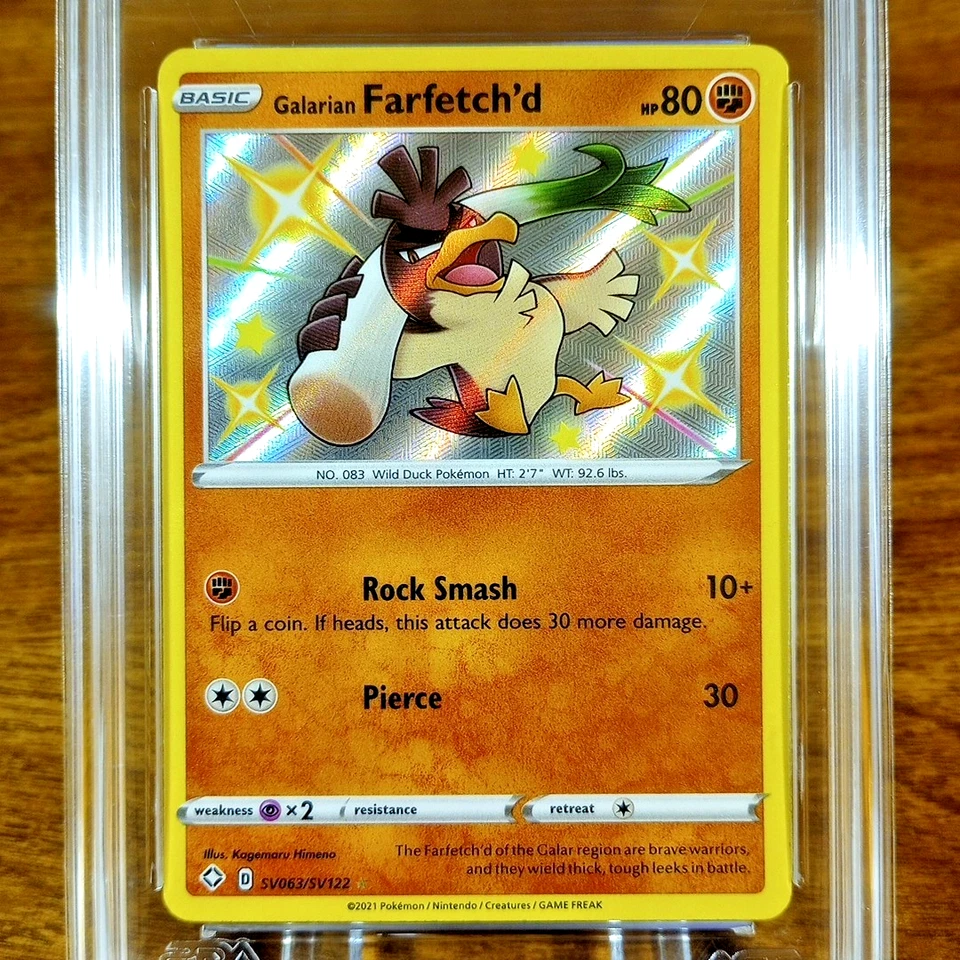 BASIC Galarian Farfetch'd HP 80
NO. 083 Wild Duck Pokémon HT: 2'7" WT: 92.6 lbs.
Rock Smash 10+
Flip a coin. If heads, this attack does 30 more damage.
Pierce 30
weakness ×2 resistance retreat
Illus. Kagemaru Himeno
The Farfetch'd of the Galar region are brave warriors,
and they wield thick, tough leeks in battle.
D SV063/SV122
©2021 Pokémon / Nintendo / Creatures / GAME FREAK